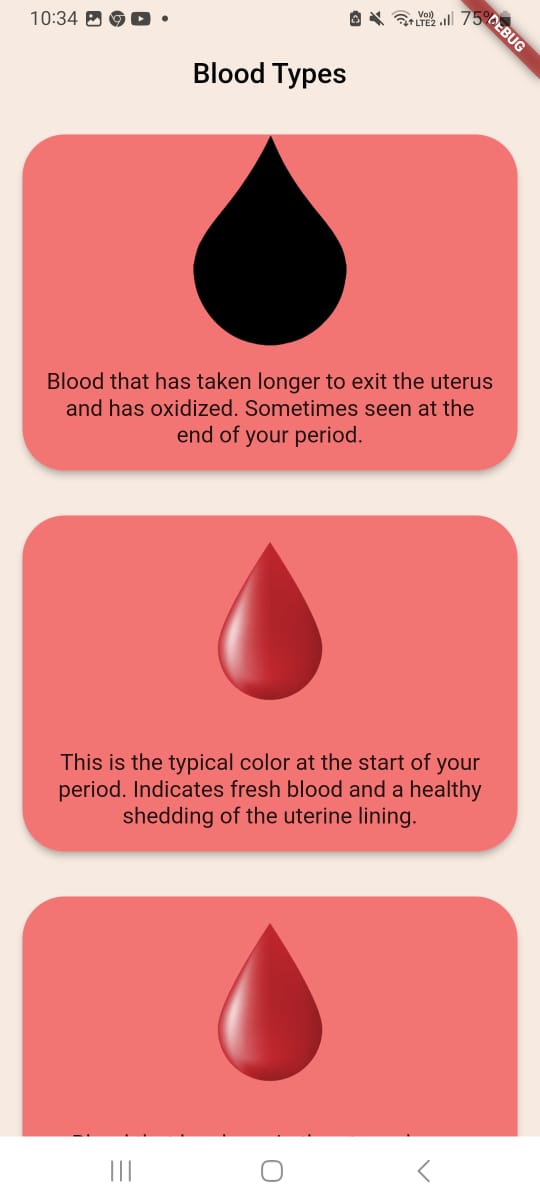 10:34
Vo)) LTE2 75%
DEBUG
Blood Types
Blood that has taken longer to exit the uterus
and has oxidized. Sometimes seen at the
end of your period.
This is the typical color at the start of your
period. Indicates fresh blood and a healthy
shedding of the uterine lining.